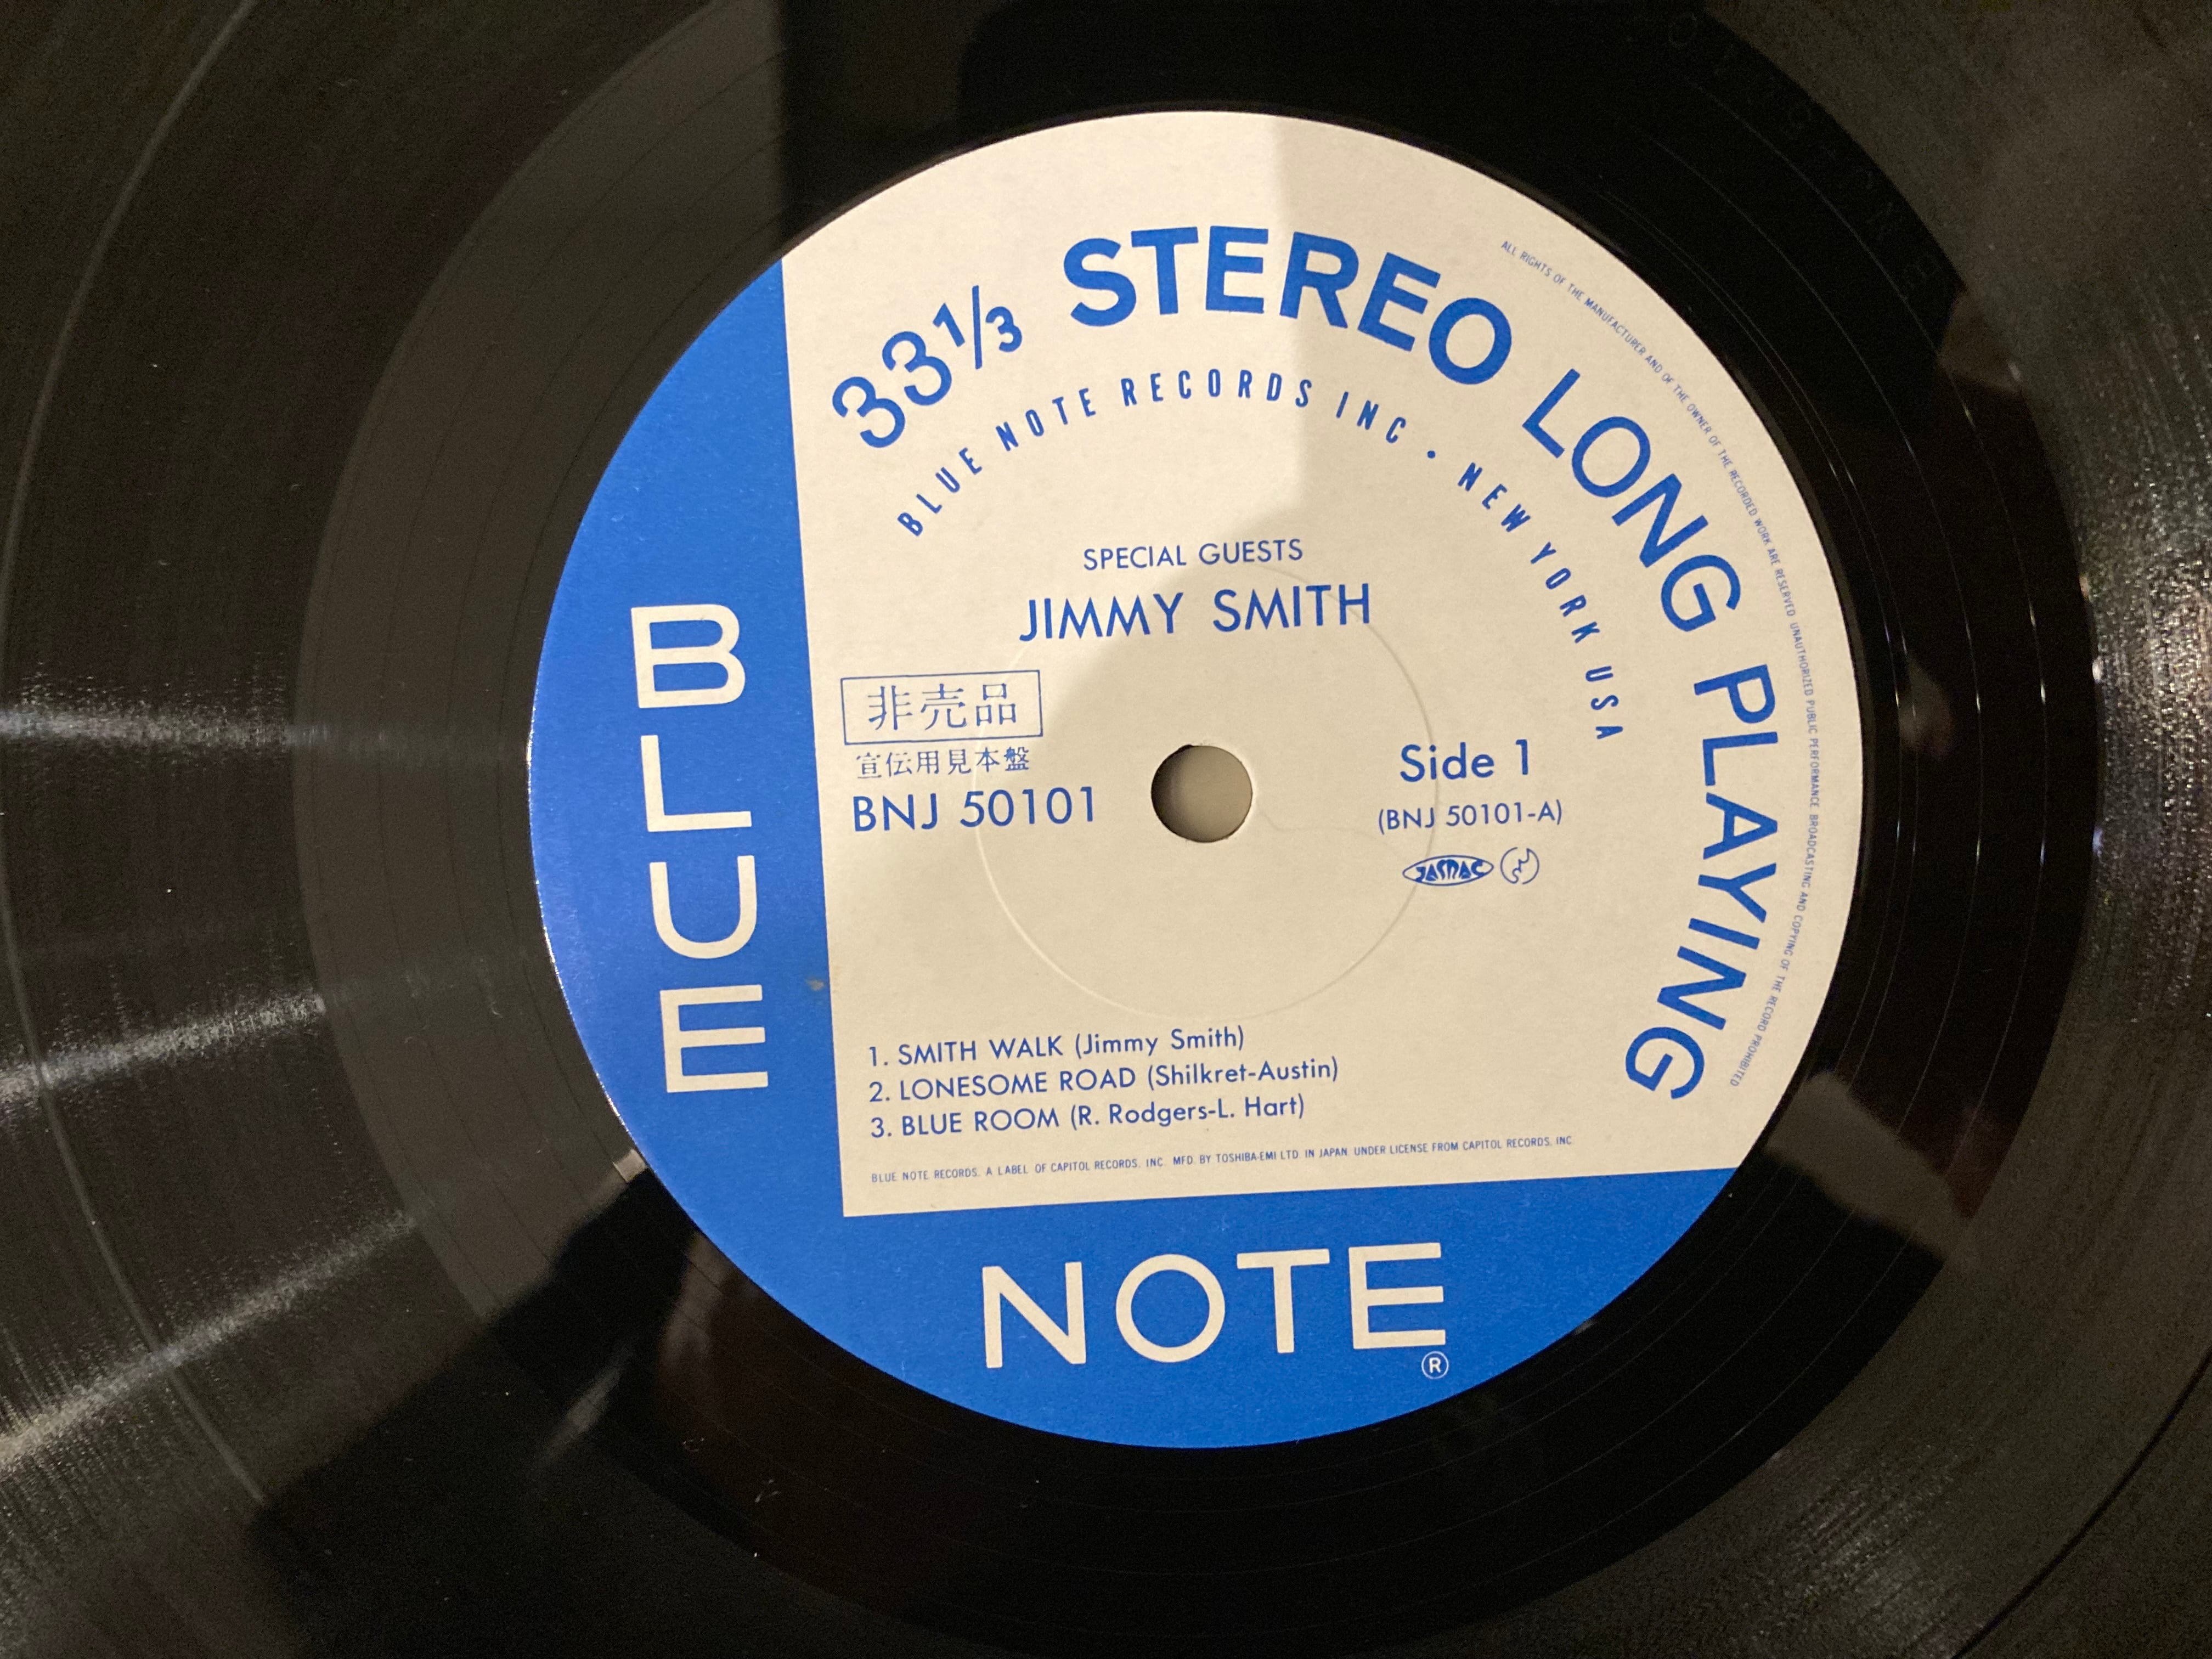 33⅓ STEREO LONG PLAYING
BLUE NOTE RECORDS INC • NEW YORK USA
ALL RIGHTS OF THE MANUFACTURER AND OF THE OWNER OF THE RECORDED WORK ARE RESERVED UNAUTHORIZED PUBLIC PERFORMANCE BROADCASTING AND COPYING OF THE RECORD PROHIBITED
SPECIAL GUESTS
JIMMY SMITH
非売品
宣伝用見本盤
BNJ 50101
Side 1
(BNJ 50101-A)
JASRAC
1. SMITH WALK (Jimmy Smith)
2. LONESOME ROAD (Shilkret-Austin)
3. BLUE ROOM (R. Rodgers-L. Hart)
BLUE NOTE RECORDS. A LABEL OF CAPITOL RECORDS. INC. MFD. BY TOSHIBA-EMI LTD. IN JAPAN UNDER LICENSE FROM CAPITOL RECORDS, INC
BLUE
NOTE
®